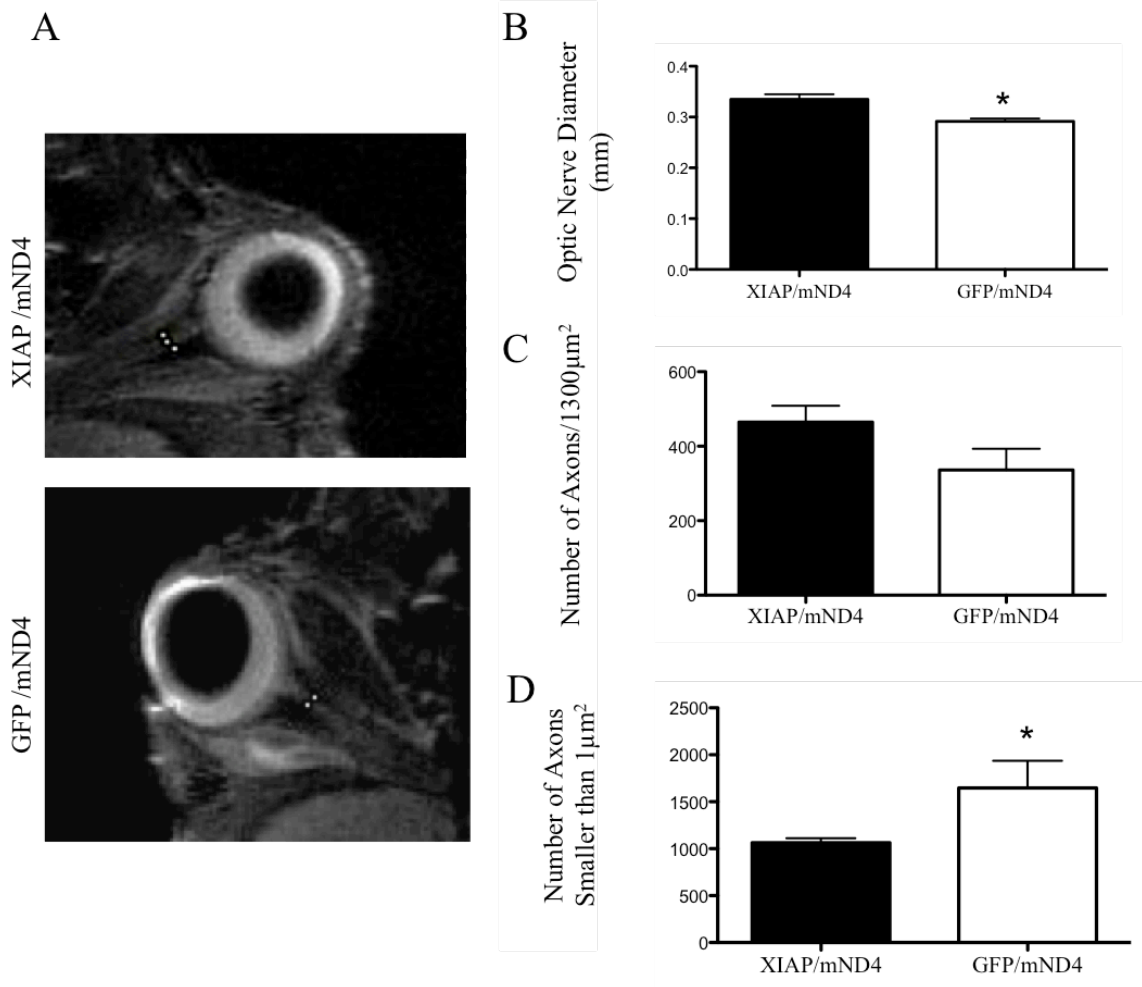 A
XIAP /mND4
GFP /mND4
B
Optic Nerve Diameter
(mm)
0.4
0.3
0.2
0.1
0.0
*
XIAP/mND4
GFP/mND4
C
Number of Axons/1300µm²
600
400
200
0
XIAP/mND4
GFP/mND4
D
Number of Axons
Smaller than 1µm²
2500
2000
1500
1000
500
0
*
XIAP/mND4
GFP/mND4